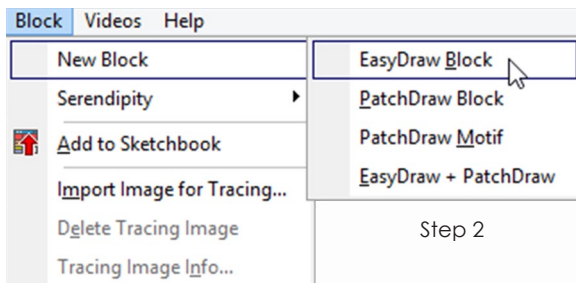 Block Videos Help
New Block
Serendipity
Add to Sketchbook
Import Image for Tracing...
Delete Tracing Image
Tracing Image Info...
EasyDraw Block
PatchDraw Block
PatchDraw Motif
EasyDraw + PatchDraw
Step 2